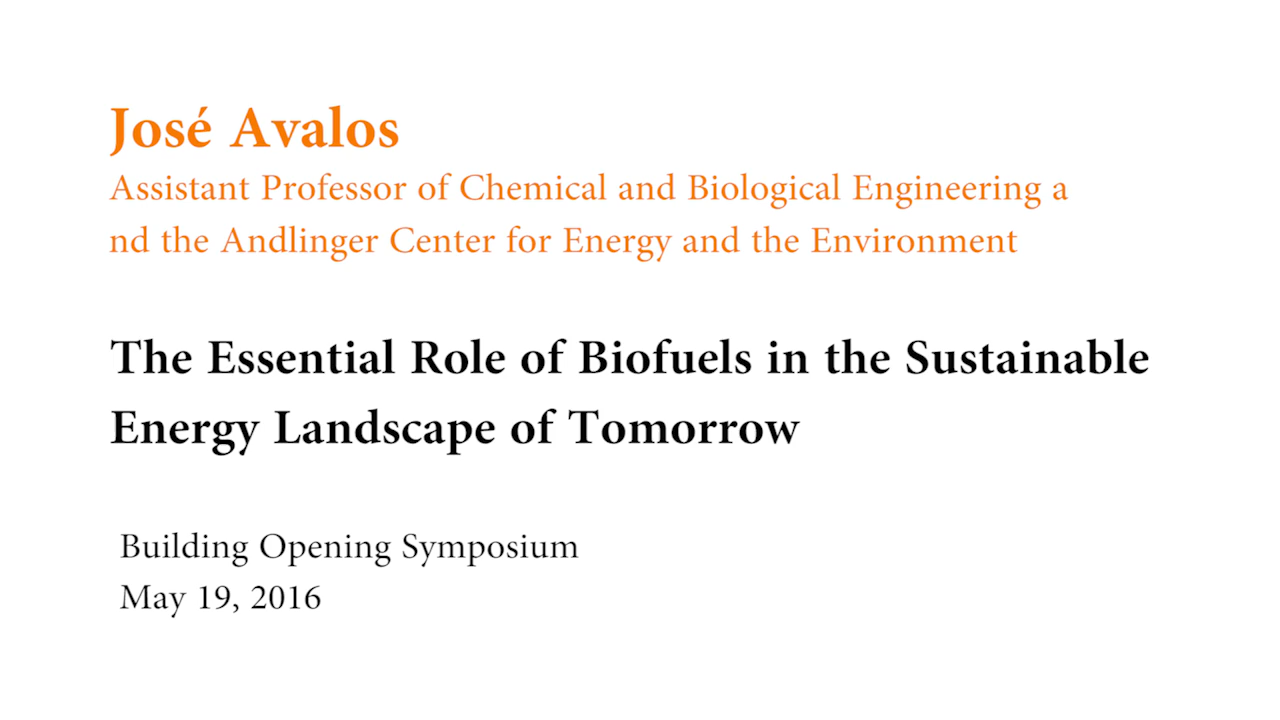 José Avalos
Assistant Professor of Chemical and Biological Engineering a
nd the Andlinger Center for Energy and the Environment
The Essential Role of Biofuels in the Sustainable
Energy Landscape of Tomorrow
Building Opening Symposium
May 19, 2016